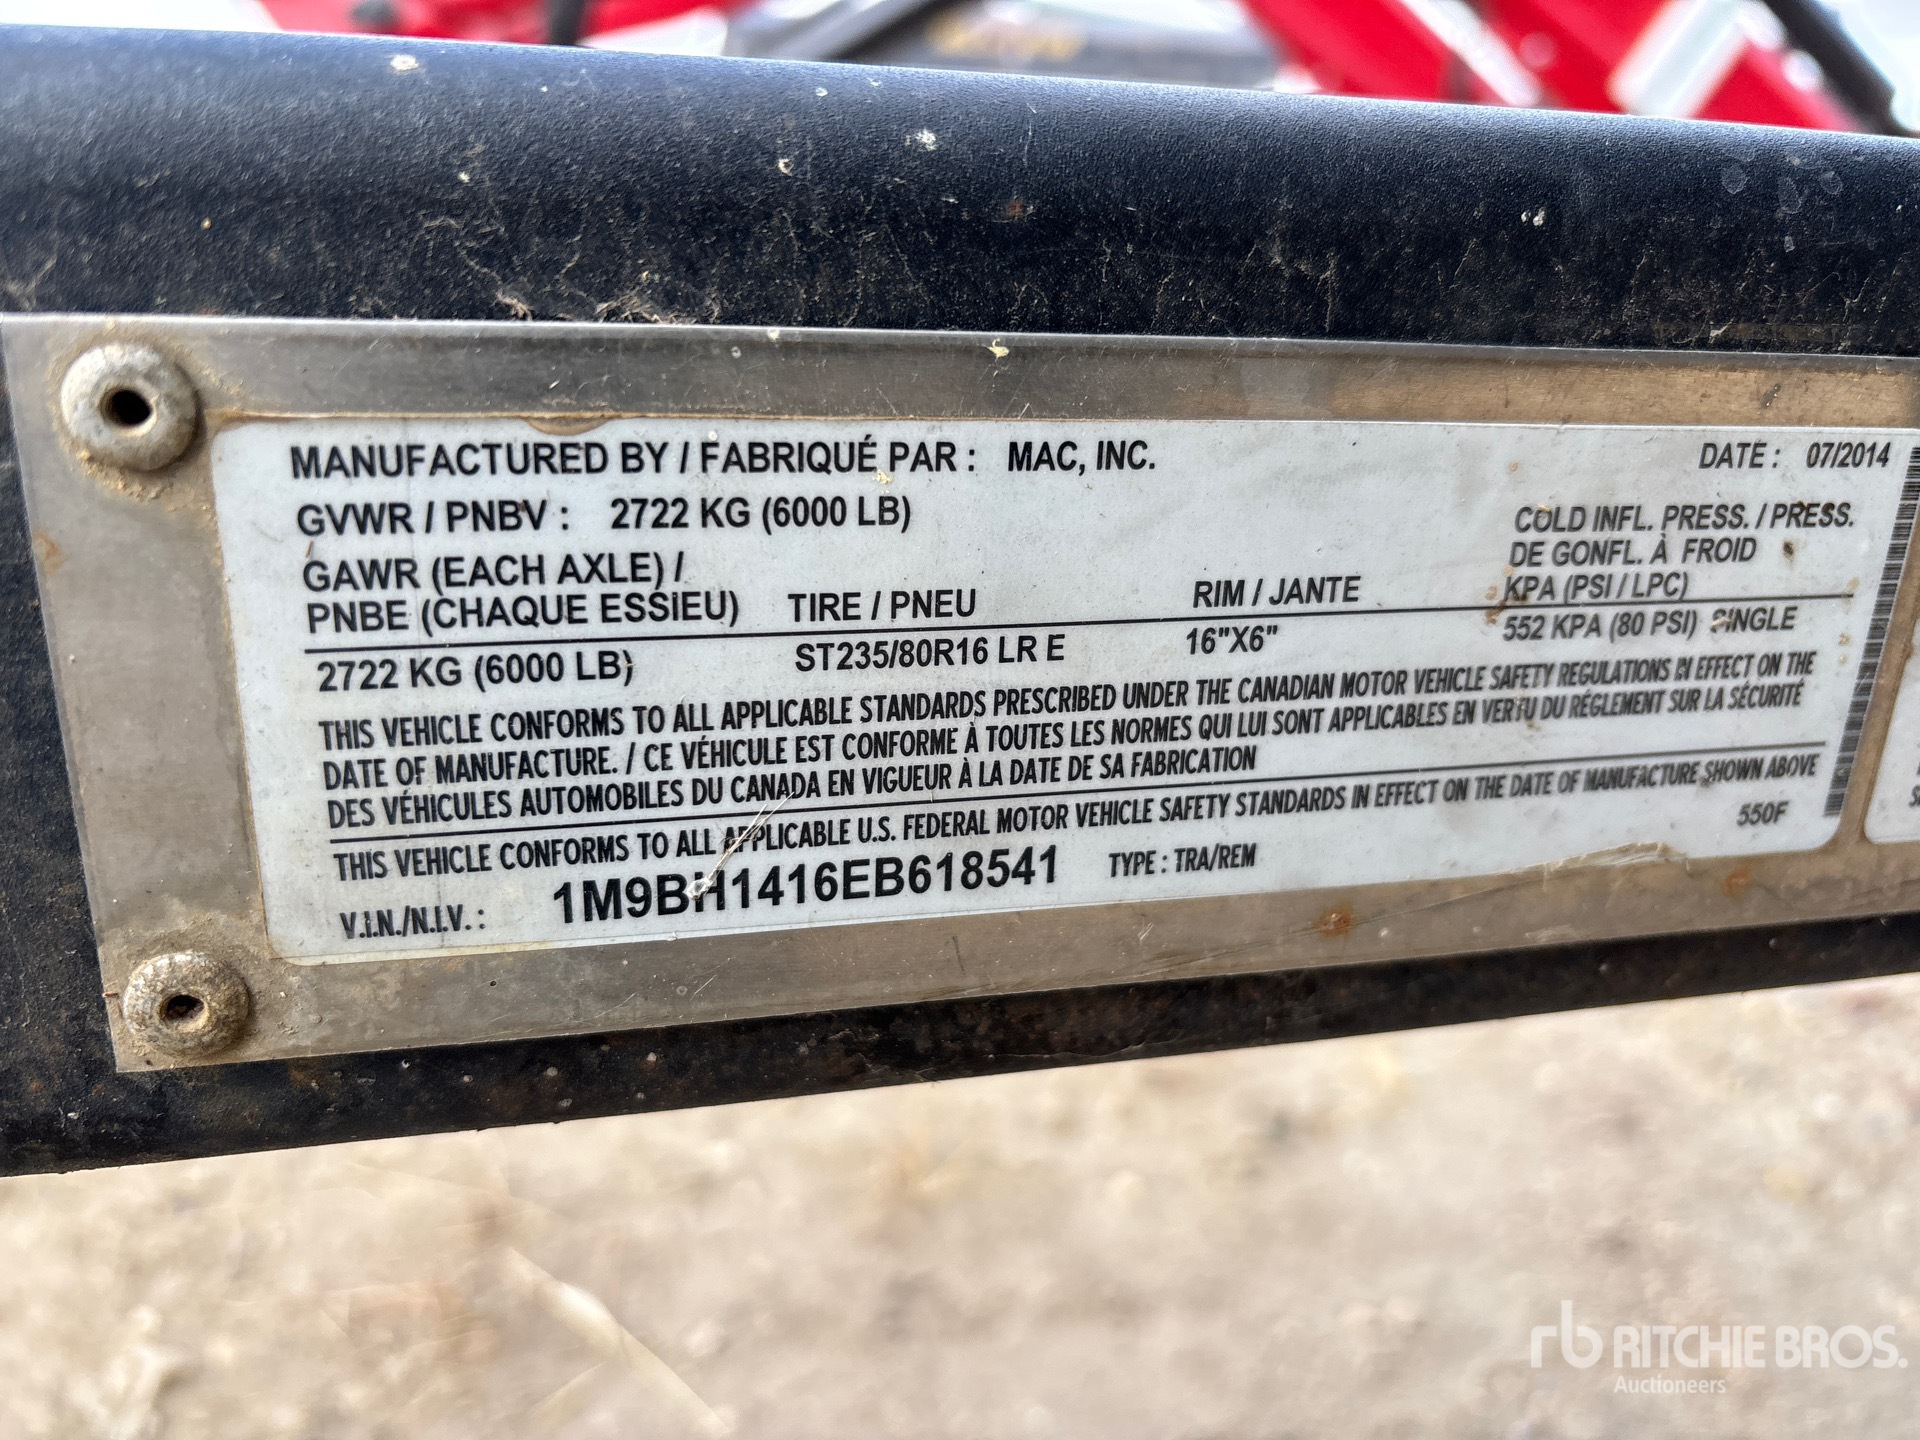 MANUFACTURED BY / FABRIQUÉ PAR : MAC, INC. DATE : 07/2014
GVWR / PNBV : 2722 KG (6000 LB)
COLD INFL. PRESS. / PRESS.
DE GONFL. À FROID
KPA (PSI / LPC)
GAWR (EACH AXLE) /
PNBE (CHAQUE ESSIEU) TIRE / PNEU RIM / JANTE
2722 KG (6000 LB) ST235/80R16 LR E 16"X6" 552 KPA (80 PSI) SINGLE
THIS VEHICLE CONFORMS TO ALL APPLICABLE STANDARDS PRESCRIBED UNDER THE CANADIAN MOTOR VEHICLE SAFETY REGULATIONS IN EFFECT ON THE
DATE OF MANUFACTURE. / CE VÉHICULE EST CONFORME À TOUTES LES NORMES QUI LUI SONT APPLICABLES EN VERTU DU RÉGLEMENT SUR LA SÉCURITÉ
DES VÉHICULES AUTOMOBILES DU CANADA EN VIGUEUR À LA DATE DE SA FABRICATION
THIS VEHICLE CONFORMS TO ALL APPLICABLE U.S. FEDERAL MOTOR VEHICLE SAFETY STANDARDS IN EFFECT ON THE DATE OF MANUFACTURE SHOWN ABOVE
V.I.N./N.I.V. : 1M9BH1416EB618541 TYPE : TRA/REM 550F
rb RITCHIE BROS.
Auctioneers